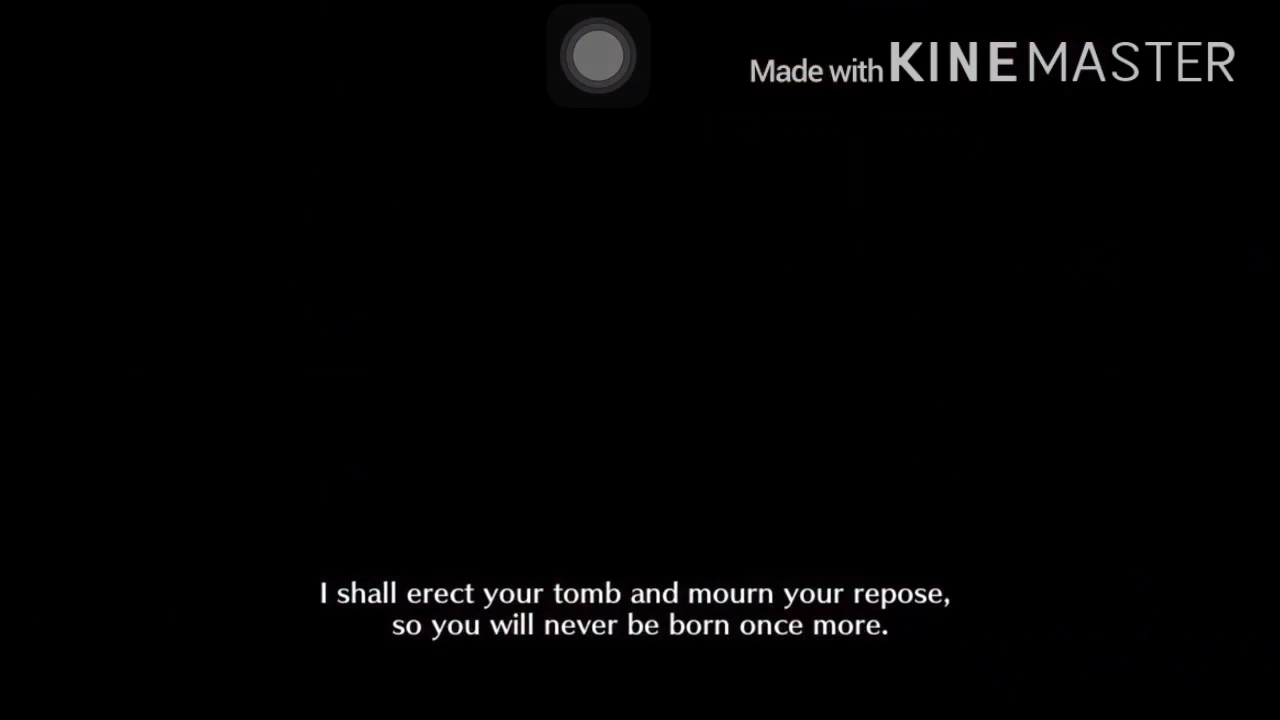 Made with KINEMASTER
I shall erect your tomb and mourn your repose,
so you will never be born once more.